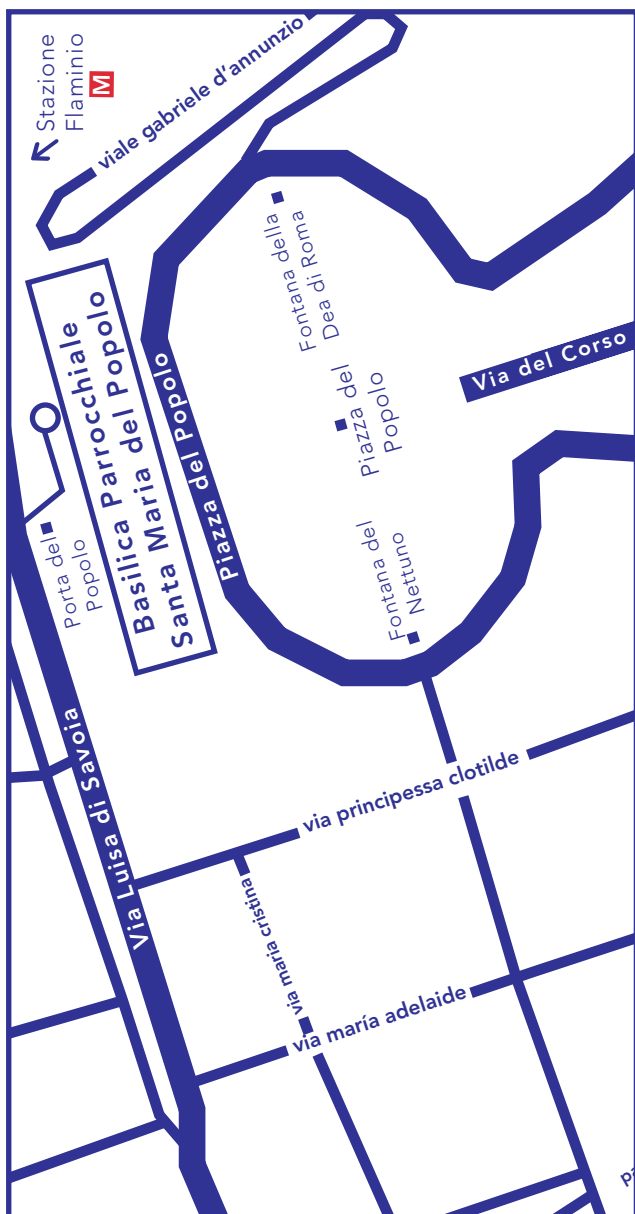 Stazione
Flaminio
M
viale gabriele d'annunzio
Basilica Parrocchiale
Santa Maria del Popolo
Piazza del Popolo
Fontana della
Dea di Roma
Piazza del
Popolo
Via del Corso
Fontana del
Nettuno
Porta del
Popolo
Via Luisa di Savoia
via principessa clotilde
via maria cristina
via maría adelaide